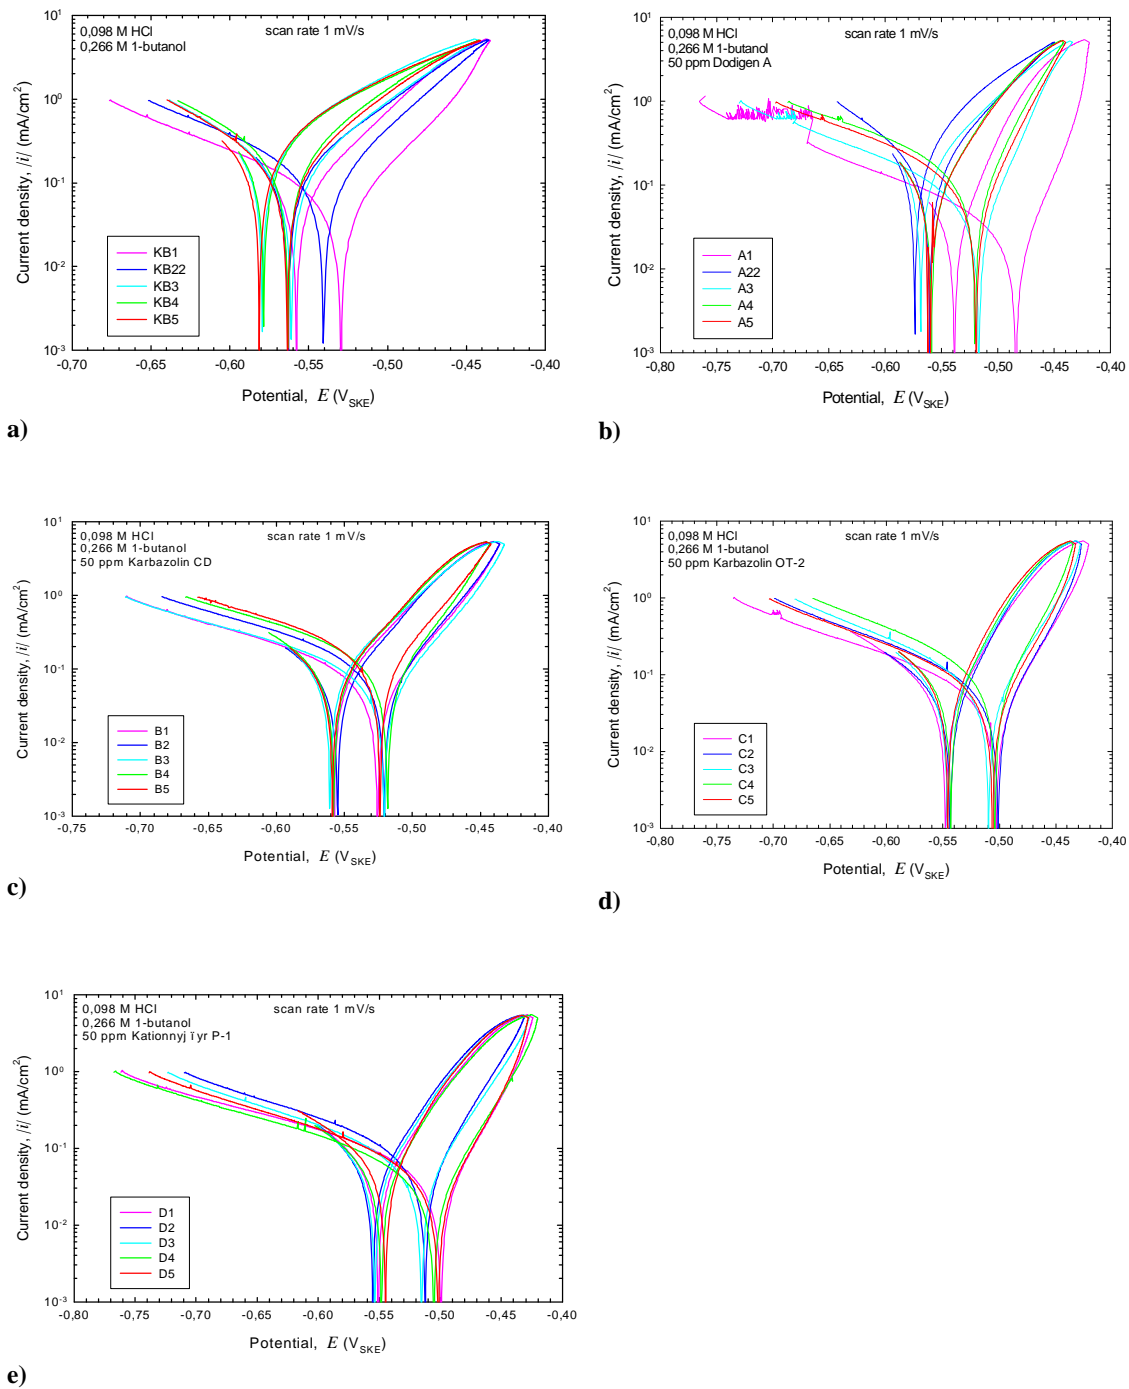 0,098 M HCl
0,266 M 1-butanol
scan rate 1 mV/s
Current density, /i/ (mA/cm²)
10¹
10⁰
10⁻¹
10⁻²
10⁻³
KB1
KB22
KB3
KB4
KB5
-0,70 -0,65 -0,60 -0,55 -0,50 -0,45 -0,40
Potential, E (V_SKE)
a)
0,098 M HCl
0,266 M 1-butanol
50 ppm Dodigen A
scan rate 1 mV/s
Current density, /i/ (mA/cm²)
10¹
10⁰
10⁻¹
10⁻²
10⁻³
A1
A22
A3
A4
A5
-0,80 -0,75 -0,70 -0,65 -0,60 -0,55 -0,50 -0,45 -0,40
Potential, E (V_SKE)
b)
0,098 M HCl
0,266 M 1-butanol
50 ppm Karbazolin CD
scan rate 1 mV/s
Current density, /i/ (mA/cm²)
10¹
10⁰
10⁻¹
10⁻²
10⁻³
B1
B2
B3
B4
B5
-0,75 -0,70 -0,65 -0,60 -0,55 -0,50 -0,45 -0,40
Potential, E (V_SKE)
c)
0,098 M HCl
0,266 M 1-butanol
50 ppm Karbazolin OT-2
scan rate 1 mV/s
Current density, /i/ (mA/cm²)
10¹
10⁰
10⁻¹
10⁻²
10⁻³
C1
C2
C3
C4
C5
-0,80 -0,75 -0,70 -0,65 -0,60 -0,55 -0,50 -0,45 -0,40
Potential, E (V_SKE)
d)
0,098 M HCl
0,266 M 1-butanol
50 ppm Kationnyj ïyr P-1
scan rate 1 mV/s
Current density, /i/ (mA/cm²)
10¹
10⁰
10⁻¹
10⁻²
10⁻³
D1
D2
D3
D4
D5
-0,80 -0,75 -0,70 -0,65 -0,60 -0,55 -0,50 -0,45 -0,40
Potential, E (V_SKE)
e)